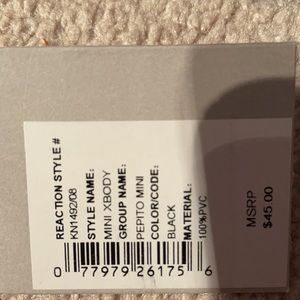 REACTION STYLE #
KN1492/08
STYLE NAME:
MINI XBODY
GROUP NAME:
PEPITO MINI
COLOR/CODE:
BLACK
MATERIAL:
100%PVC
0 77979 26175 6
MSRP
$45.00